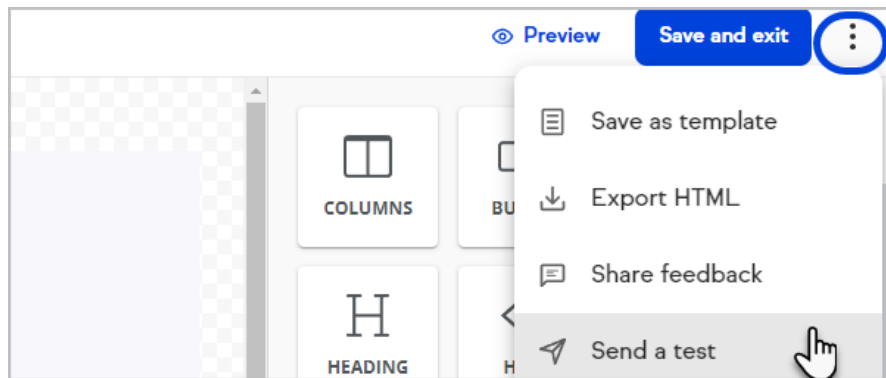 Preview
Save and exit
Save as template
COLUMNS
BU
Export HTML
Share feedback
Send a test
HEADING
H